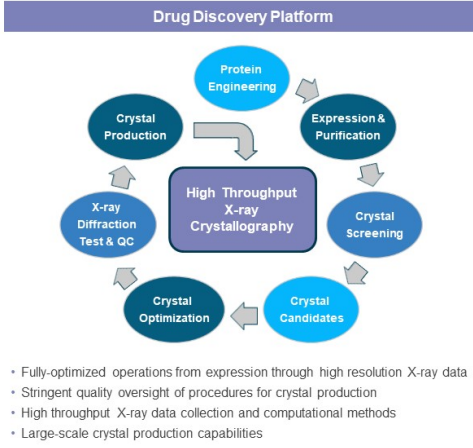 Drug Discovery Platform
Protein
Engineering
Expression &
Purification
Crystal
Screening
Crystal
Candidates
Crystal
Optimization
X-ray
Diffraction
Test & QC
Crystal
Production
High Throughput
X-ray
Crystallography
• Fully-optimized operations from expression through high resolution X-ray data
• Stringent quality oversight of procedures for crystal production
• High throughput X-ray data collection and computational methods
• Large-scale crystal production capabilities